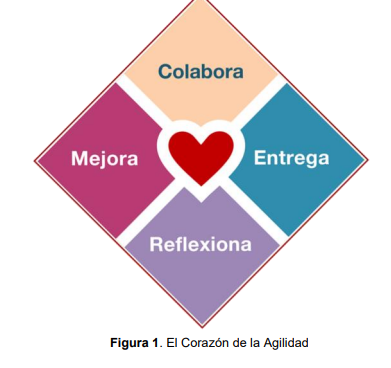 Colabora
Mejora
Entrega
Reflexiona
Figura 1. El Corazón de la Agilidad